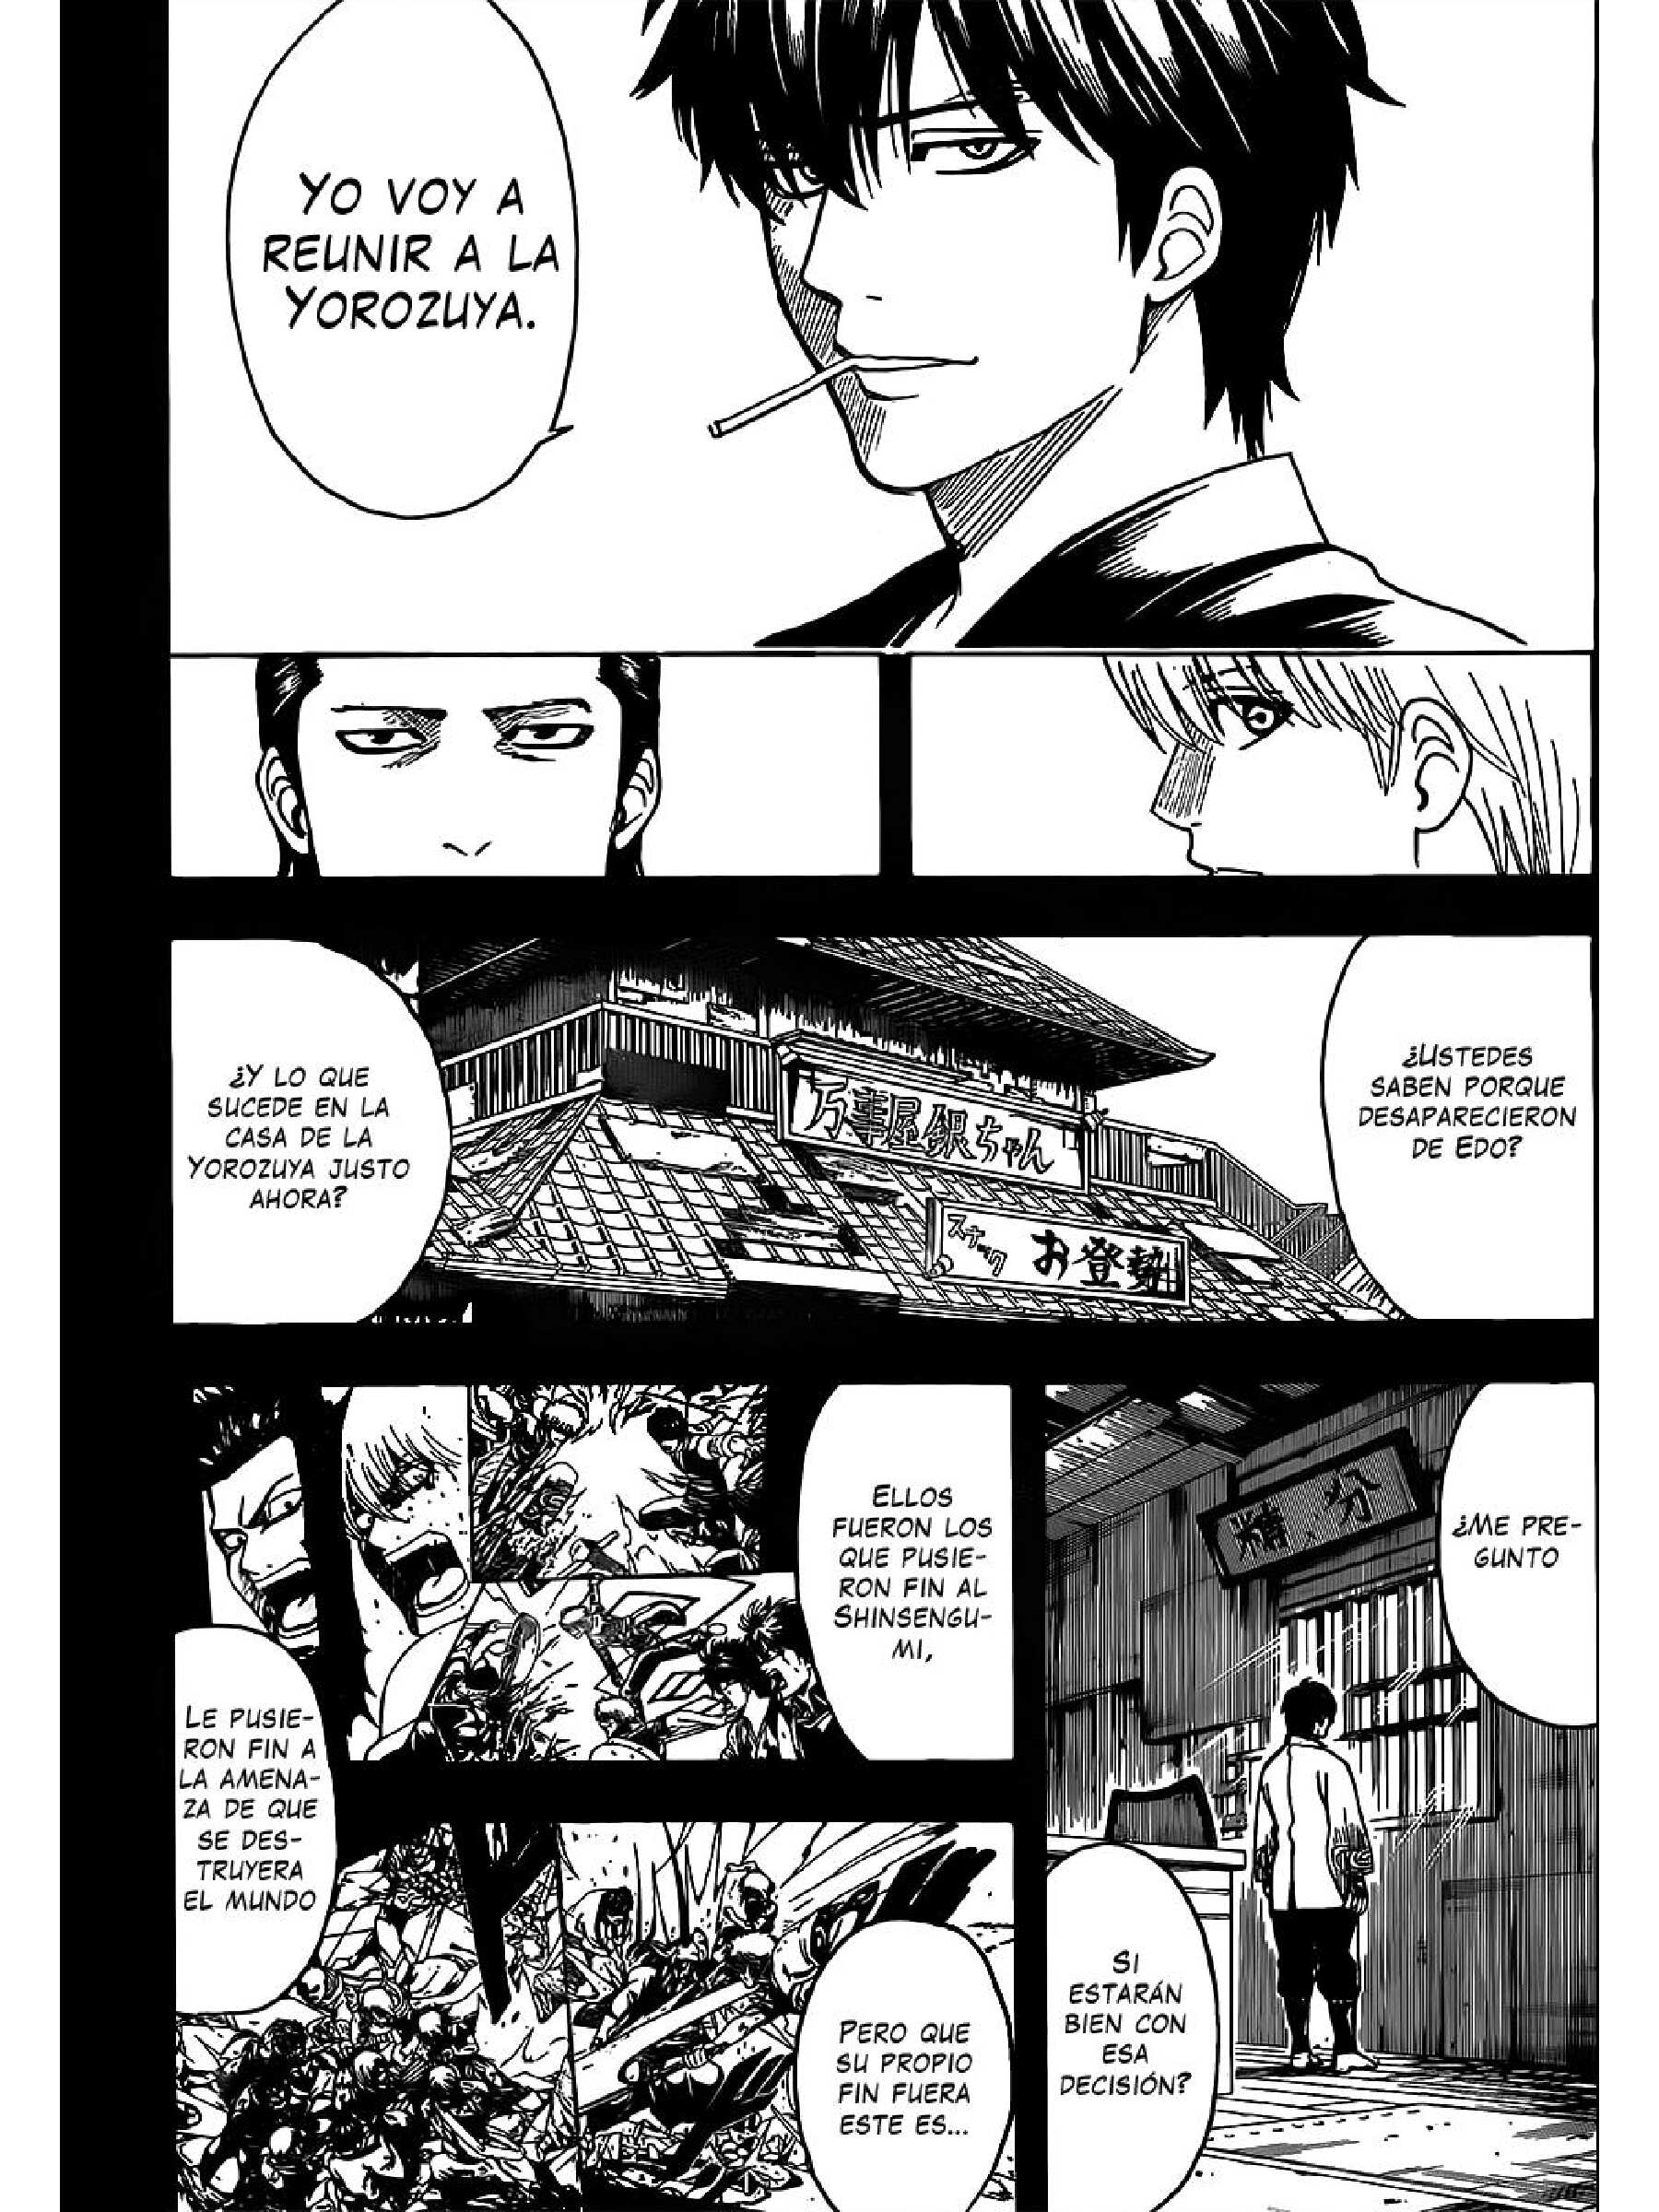 YO VOY A
REUNIR A LA
YOROZUYA.
¿USTEDES
SABEN PORQUE
DESAPARECIERON
DE EDO?
万事屋銀ちゃん
スナック お登勢
¿Y LO QUE
SUCEDE EN LA
CASA DE LA
YOROZUYA JUSTO
AHORA?
¿ME PRE-
GUNTO
糖分
SI
ESTARÁN
BIEN CON
ESA
DECISIÓN?
ELLOS
FUERON LOS
QUE PUSIE-
RON FIN AL
SHINSENGU-
MI,
LE PUSIE-
RON FIN A
LA AMENA-
ZA DE QUE
SE DES-
TRUYERA
EL MUNDO
PERO QUE
SU PROPIO
FIN FUERA
ESTE ES...